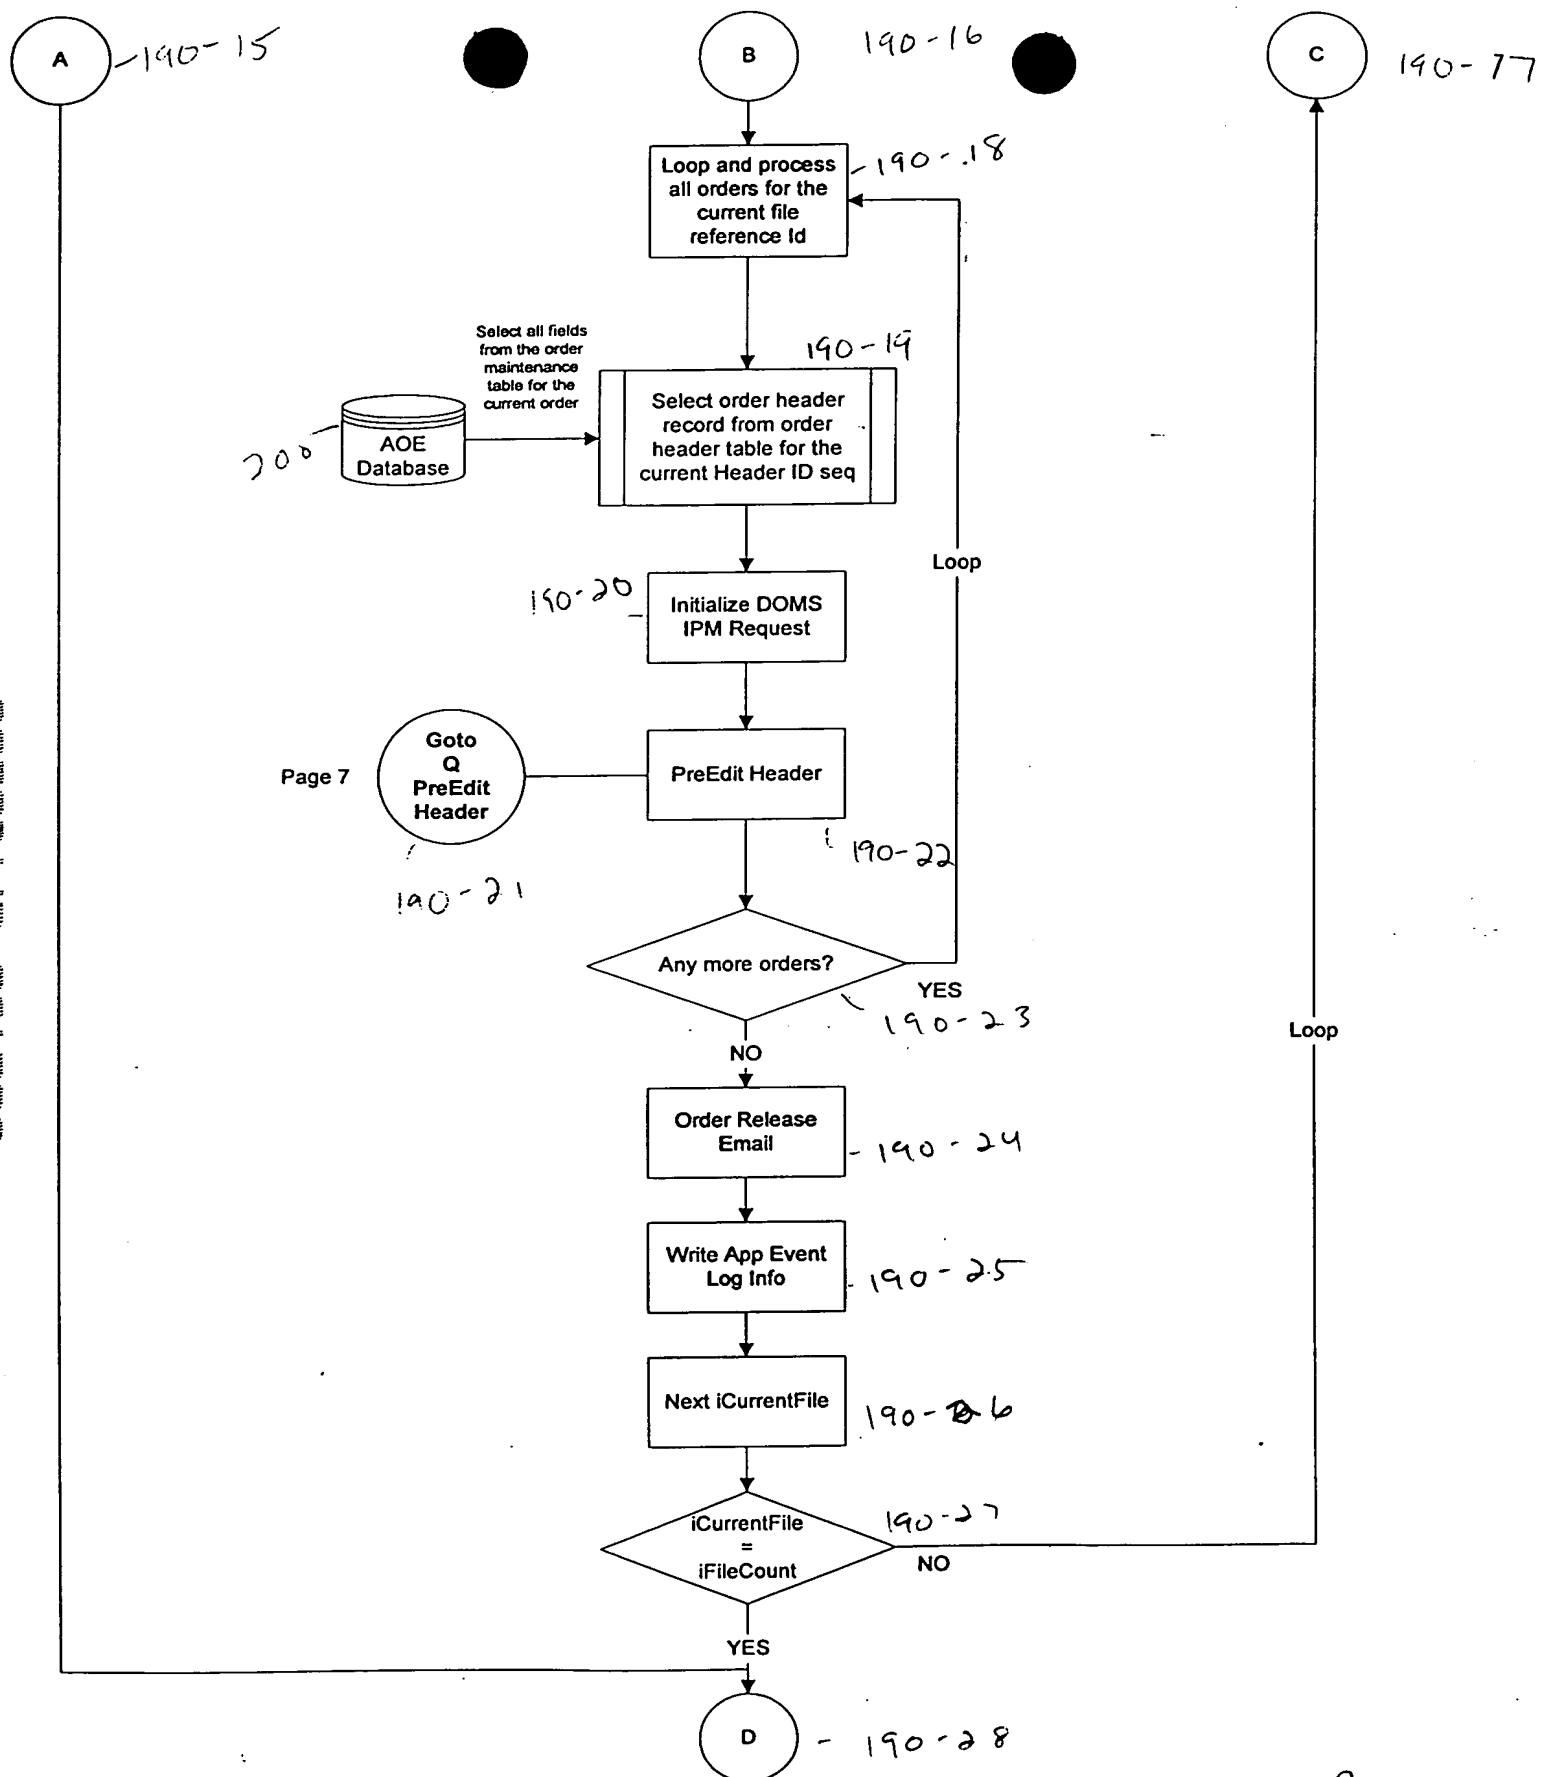 A
190-15
B
190-16
C
190-17
Loop and process
all orders for the
current file
reference Id
190-18
Select all fields
from the order
maintenance
table for the
current order
190-19
Select order header
record from order
header table for the
current Header ID seq
AOE
Database
200
Loop
190-20
Initialize DOMS
IPM Request
Page 7
Goto
Q
PreEdit
Header
PreEdit Header
190-22
190-21
Any more orders?
YES
190-23
NO
Loop
Order Release
Email
190-24
Write App Event
Log Info
190-25
Next iCurrentFile
190-26
iCurrentFile
=
iFileCount
190-27
NO
YES
D
190-28